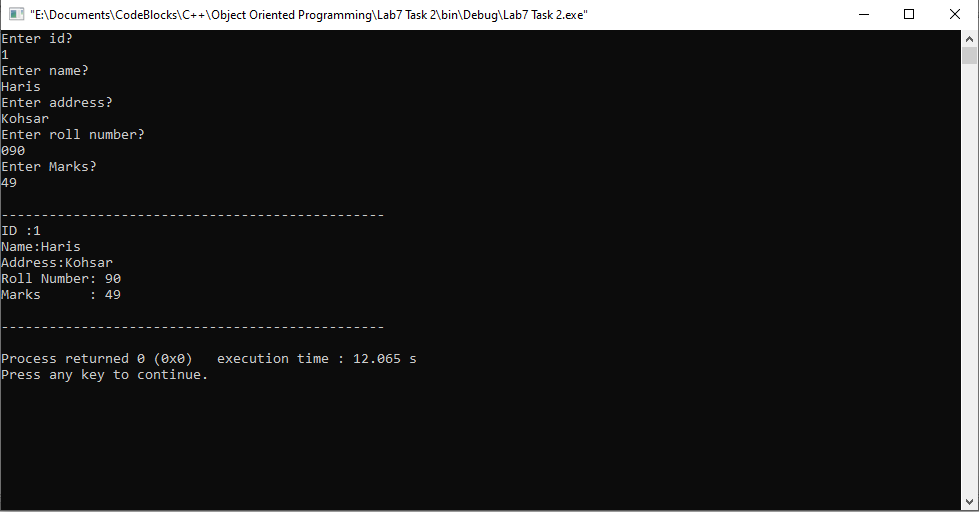 "E:\Documents\CodeBlocks\C++\Object Oriented Programming\Lab7 Task 2\bin\Debug\Lab7 Task 2.exe"
Enter id?
1
Enter name?
Haris
Enter address?
Kohsar
Enter roll number?
090
Enter Marks?
49
------------------------------------------------
ID :1
Name:Haris
Address:Kohsar
Roll Number: 90
Marks      : 49
------------------------------------------------
Process returned 0 (0x0)   execution time : 12.065 s
Press any key to continue.